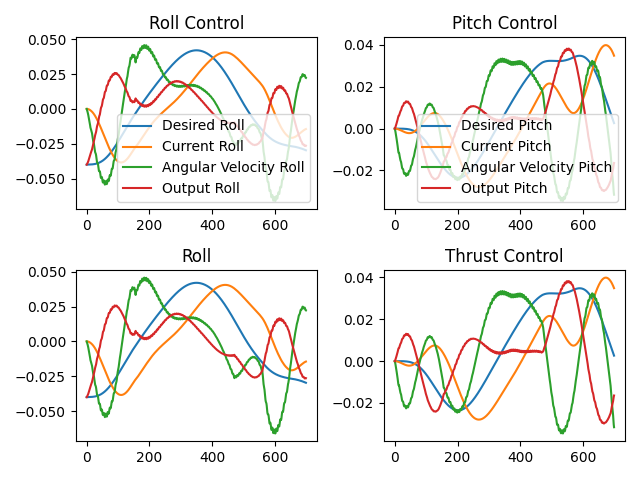 Roll Control
Pitch Control
0.050
0.025
0.000
−0.025
−0.050
0.04
0.02
0.00
−0.02
Desired Roll
Current Roll
Angular Velocity Roll
Output Roll
Desired Pitch
Current Pitch
Angular Velocity Pitch
Output Pitch
0 200 400 600
0 200 400 600
Roll
Thrust Control
0.050
0.025
0.000
−0.025
−0.050
0.04
0.02
0.00
−0.02
0 200 400 600
0 200 400 600